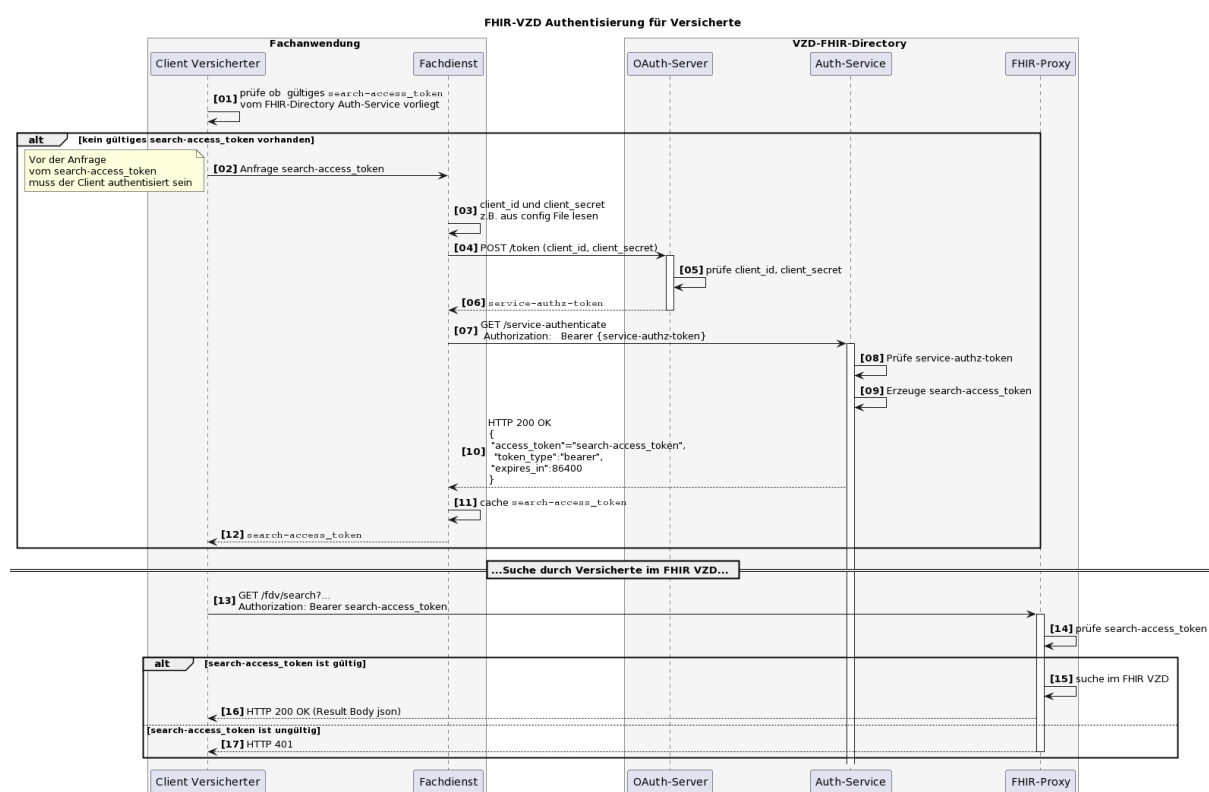 FHIR-VZD Authentisierung für Versicherte
Fachanwendung
VZD-FHIR-Directory
Client Versicherter
Fachdienst
OAuth-Server
Auth-Service
FHIR-Proxy
[01] prüfe ob gültiges search-access_token
vom FHIR-Directory Auth-Service vorliegt
alt [kein gültiges search-access_token vorhanden]
Vor der Anfrage
vom search-access_token
muss der Client authentisiert sein
[02] Anfrage search-access_token
[03] client_id und client_secret
z.B. aus config File lesen
[04] POST /token (client_id, client_secret)
[05] prüfe client_id, client_secret
[06] service-authz-token
[07] GET /service-authenticate
Authorization: Bearer {service-authz-token}
[08] Prüfe service-authz-token
[09] Erzeuge search-access_token
[10] HTTP 200 OK
{
"access_token"="search-access_token",
"token_type":"bearer",
"expires_in":86400
}
[11] cache search-access_token
[12] search-access_token
...Suche durch Versicherte im FHIR VZD...
[13] GET /fdv/search?...
Authorization: Bearer search-access_token
[14] prüfe search-access_token
alt [search-access_token ist gültig]
[15] suche im FHIR VZD
[16] HTTP 200 OK (Result Body json)
[search-access_token ist ungültig]
[17] HTTP 401
Client Versicherter
Fachdienst
OAuth-Server
Auth-Service
FHIR-Proxy